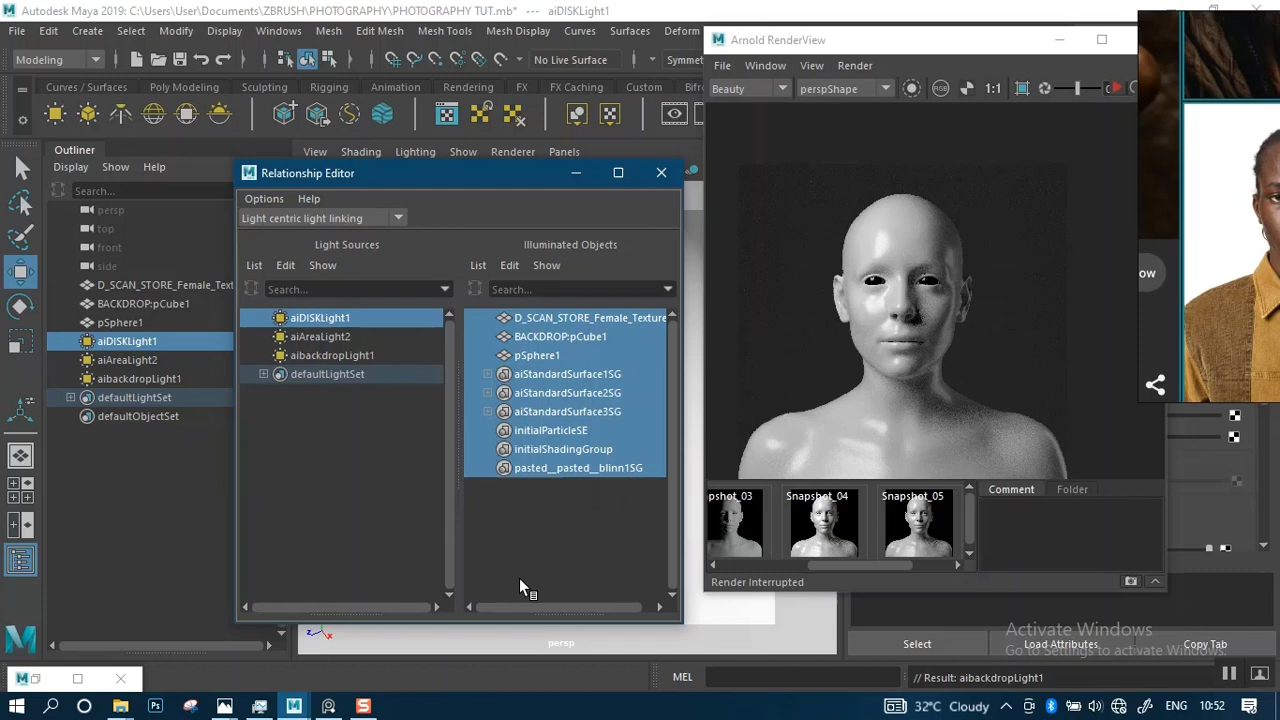 Autodesk Maya 2019: C:\Users\User\Documents\ZBRUSH\PHOTOGRAPHY\PHOTOGRAPHY TUT.mb* --- aiDISKLight1
File Edit Create Select Modify Display Windows Mesh Edit Mesh Mesh Tools Mesh Display Curves Surfaces Deform
Modeling
No Live Surface
Symme
Curves / Surfaces Poly Modeling Sculpting Rigging Animation Rendering FX FX Caching Custom Bifr
Outliner
Display Show Help
Search...
persp
top
front
side
D_SCAN_STORE_Female_Text
BACKDROP:pCube1
pSphere1
aiDISKLight1
aiAreaLight2
aibackdropLight1
defaultLightSet
defaultObjectSet
View Shading Lighting Show Renderer Panels
Relationship Editor
Options Help
Light centric light linking
Light Sources
List Edit Show
Search...
aiDISKLight1
aiAreaLight2
aibackdropLight1
defaultLightSet
Illuminated Objects
List Edit Show
Search...
D_SCAN_STORE_Female_Texture
BACKDROP:pCube1
pSphere1
aiStandardSurface1SG
aiStandardSurface2SG
aiStandardSurface3SG
initialParticleSE
initialShadingGroup
pasted__pasted__blinn1SG
persp
Arnold RenderView
File Window View Render
Beauty
perspShape
RGB
1:1
pshot_03 Snapshot_04 Snapshot_05
Comment Folder
Render Interrupted
ow
Select Load Attributes Copy Tab
Activate Windows
Go to Settings to activate Windows.
MEL
// Result: aibackdropLight1
32°C Cloudy
ENG 10:52